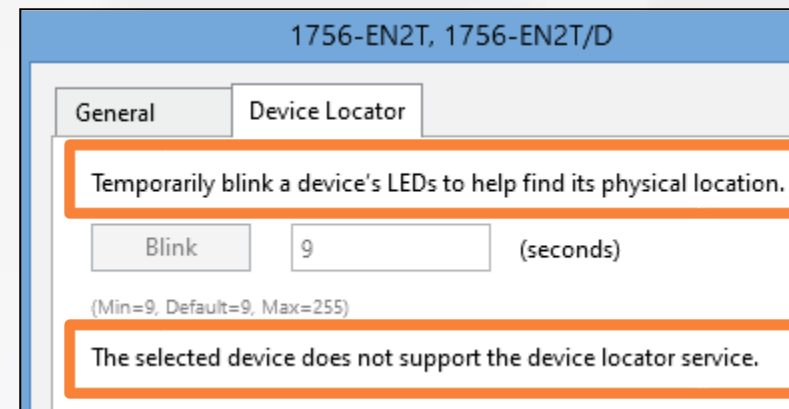 1756-EN2T, 1756-EN2T/D
General Device Locator
Temporarily blink a device's LEDs to help find its physical location.
Blink 9 (seconds)
(Min=9, Default=9, Max=255)
The selected device does not support the device locator service.